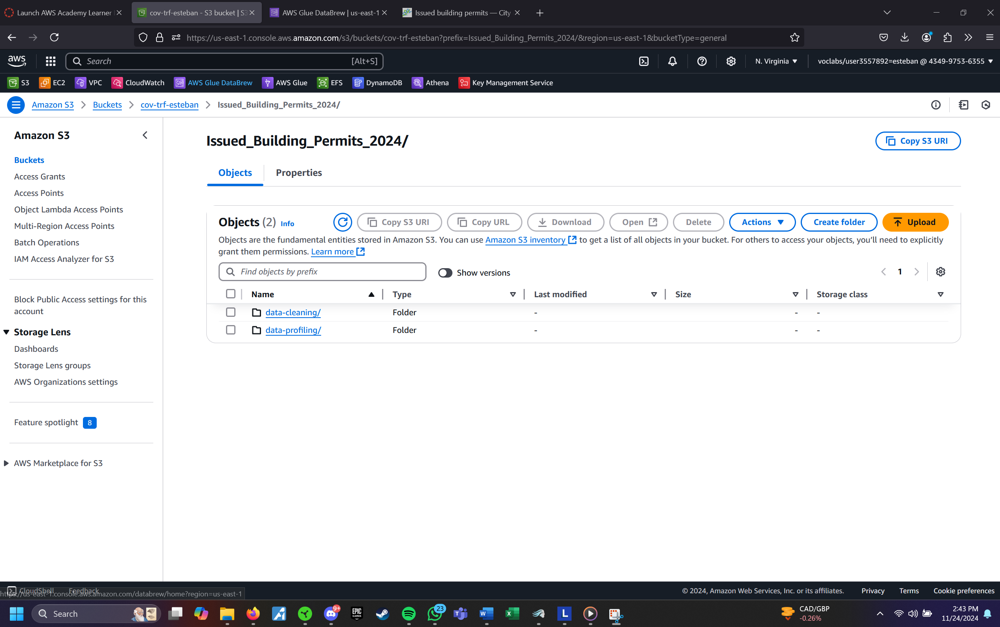 Launch AWS Academy Learner
cov-trf-esteban - S3 bucket | S3
AWS Glue DataBrew | us-east-1
Issued building permits — City
https://us-east-1.console.aws.amazon.com/s3/buckets/cov-trf-esteban?prefix=Issued_Building_Permits_2024/&region=us-east-1&bucketType=general
aws
Search
[Alt+S]
N. Virginia
voclabs/user3557892=esteban @ 4349-9753-6355
S3
EC2
VPC
CloudWatch
AWS Glue DataBrew
AWS Glue
EFS
DynamoDB
Athena
Key Management Service
Amazon S3
Buckets
cov-trf-esteban
Issued_Building_Permits_2024/
Amazon S3
Buckets
Access Grants
Access Points
Object Lambda Access Points
Multi-Region Access Points
Batch Operations
IAM Access Analyzer for S3
Block Public Access settings for this
account
Storage Lens
Dashboards
Storage Lens groups
AWS Organizations settings
Feature spotlight 8
AWS Marketplace for S3
Issued_Building_Permits_2024/
Copy S3 URI
Objects
Properties
Objects (2) Info
Copy S3 URI
Copy URL
Download
Open
Delete
Actions
Create folder
Upload
Objects are the fundamental entities stored in Amazon S3. You can use Amazon S3 inventory to get a list of all objects in your bucket. For others to access your objects, you'll need to explicitly
grant them permissions. Learn more
Find objects by prefix
Show versions
1
Name Type Last modified Size Storage class
data-cleaning/ Folder - - -
data-profiling/ Folder - - -
CloudShell Feedback
https://us-east-1.console.aws.amazon.com/databrew/home?region=us-east-1
© 2024, Amazon Web Services, Inc. or its affiliates.
Privacy
Terms
Cookie preferences
Search
9+
EPIC
GAMES
23
T
W
X
L
CAD/GBP
-0.26%
2:43 PM
11/24/2024